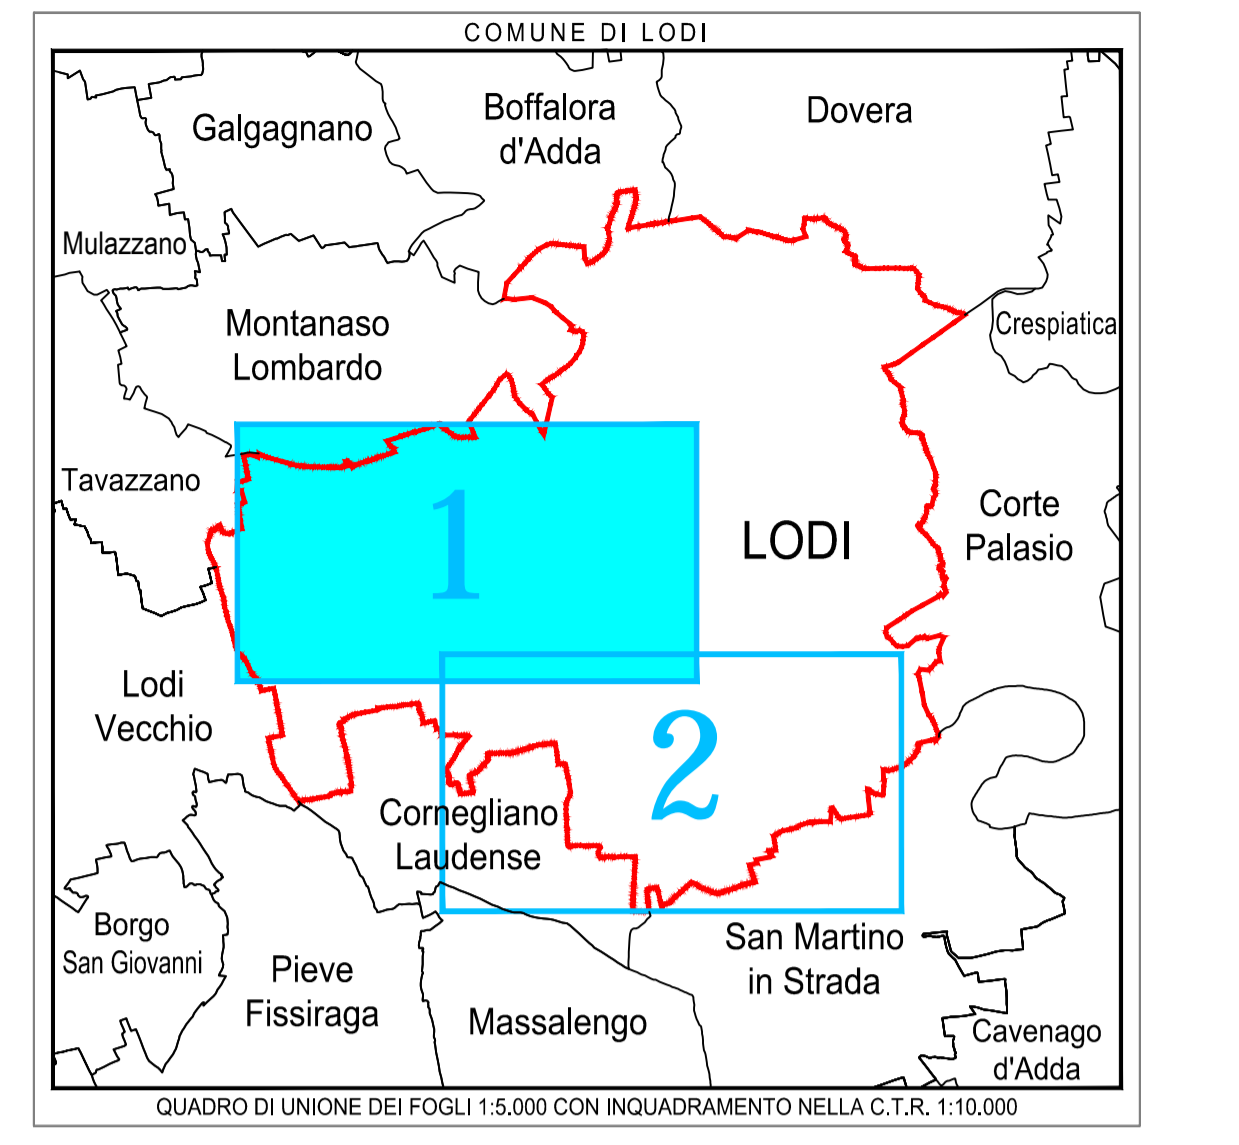 COMUNE DI LODI
Galgagnano
Boffalora
d'Adda
Dovera
Mulazzano
Montanaso
Lombardo
Crespiatica
Tavazzano
1
LODI
Corte
Palasio
Lodi
Vecchio
2
Cornegliano
Laudense
Borgo
San Giovanni
Pieve
Fissiraga
Massalengo
San Martino
in Strada
Cavenago
d'Adda
QUADRO DI UNIONE DEI FOGLI 1:5.000 CON INQUADRAMENTO NELLA C.T.R. 1:10.000